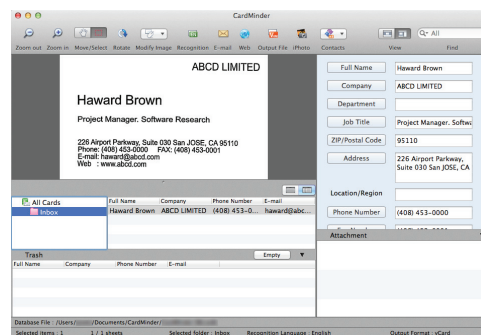 CardMinder
Zoom out Zoom in Move/Select Rotate Modify Image Recognition E-mail Web Output File iPhoto Contacts View Find
Q- All
ABCD LIMITED
Haward Brown
Project Manager. Software Research
226 Airport Parkway, Suite 030 San JOSE, CA 95110
Phone: (408) 453-0000 FAX: (408) 453-0001
E-mail: haward@abcd.com
Web : www.abcd.com
Full Name Haward Brown
Company ABCD LIMITED
Department
Job Title Project Manager. Softwa
ZIP/Postal Code 95110
Address 226 Airport Parkway,
Suite 030 San JOSE, CA
Location/Region
Phone Number (408) 453-0000
Attachment
All Cards
Inbox
Full Name Company Phone Number E-mail
Haward Brown ABCD LIMITED (408) 453-0... haward@abc...
Trash Empty
Full Name Company Phone Number E-mail
Database File : /Users/ /Documents/CardMinder/
Selected items : 1 1 / 1 sheets Selected folder : Inbox Recognition Language : English Output Format : vCard